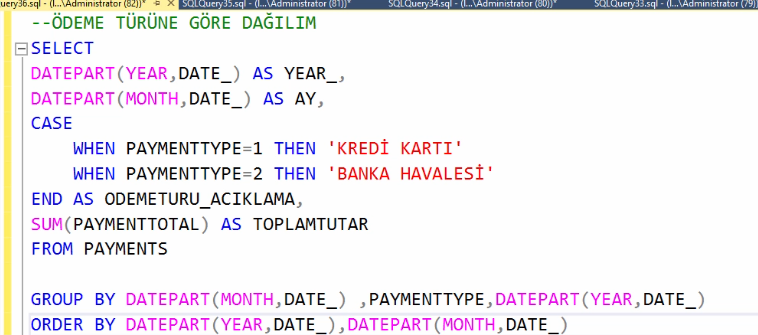 uery36.sql - (l...\Administrator (82))* SQLQuery35.sql - (l...\Administrator (81))* SQLQuery34.sql - (l...\Administrator (80))* SQLQuery33.sql - (l...\Administrator (79))
--ÖDEME TÜRÜNE GÖRE DAĞILIM
SELECT
DATEPART(YEAR,DATE_) AS YEAR_,
DATEPART(MONTH,DATE_) AS AY,
CASE
WHEN PAYMENTTYPE=1 THEN 'KREDİ KARTI'
WHEN PAYMENTTYPE=2 THEN 'BANKA HAVALESİ'
END AS ODEMETURU_ACIKLAMA,
SUM(PAYMENTTOTAL) AS TOPLAMTUTAR
FROM PAYMENTS
GROUP BY DATEPART(MONTH,DATE_) ,PAYMENTTYPE,DATEPART(YEAR,DATE_)
ORDER BY DATEPART(YEAR,DATE_),DATEPART(MONTH,DATE_)